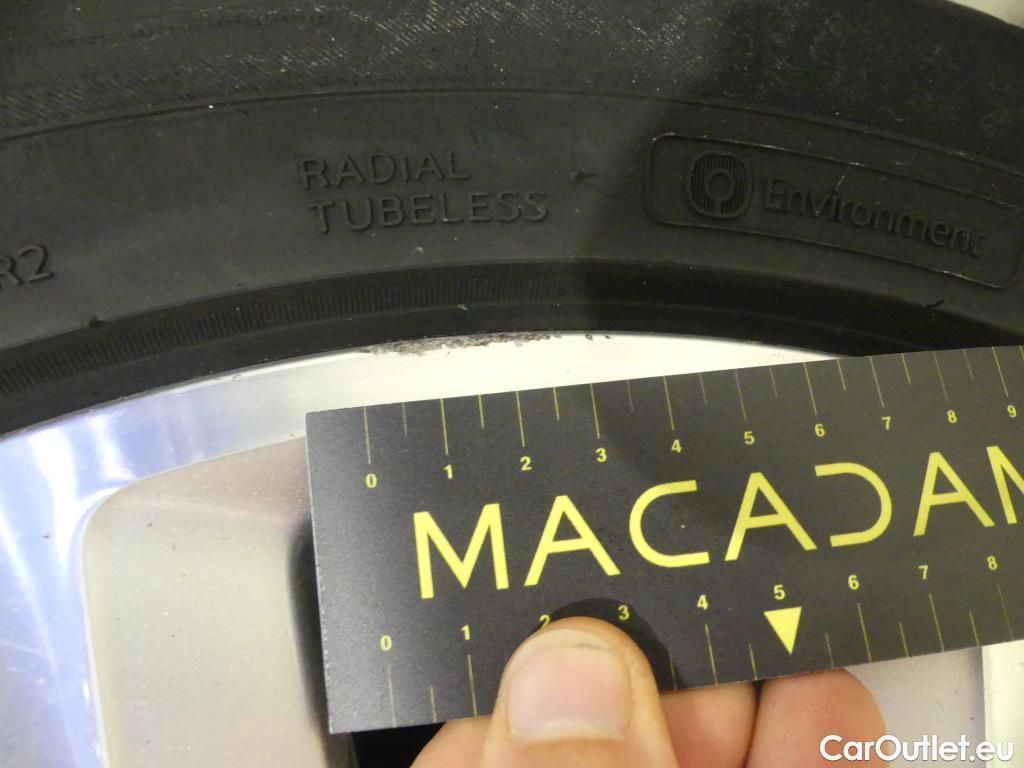 RADIAL
TUBELESS
Environment
R2
0 1 2 3 4 5 6 7 8 9
MACADAM
0 1 2 3 4 5 6 7 8
CarOutlet.eu